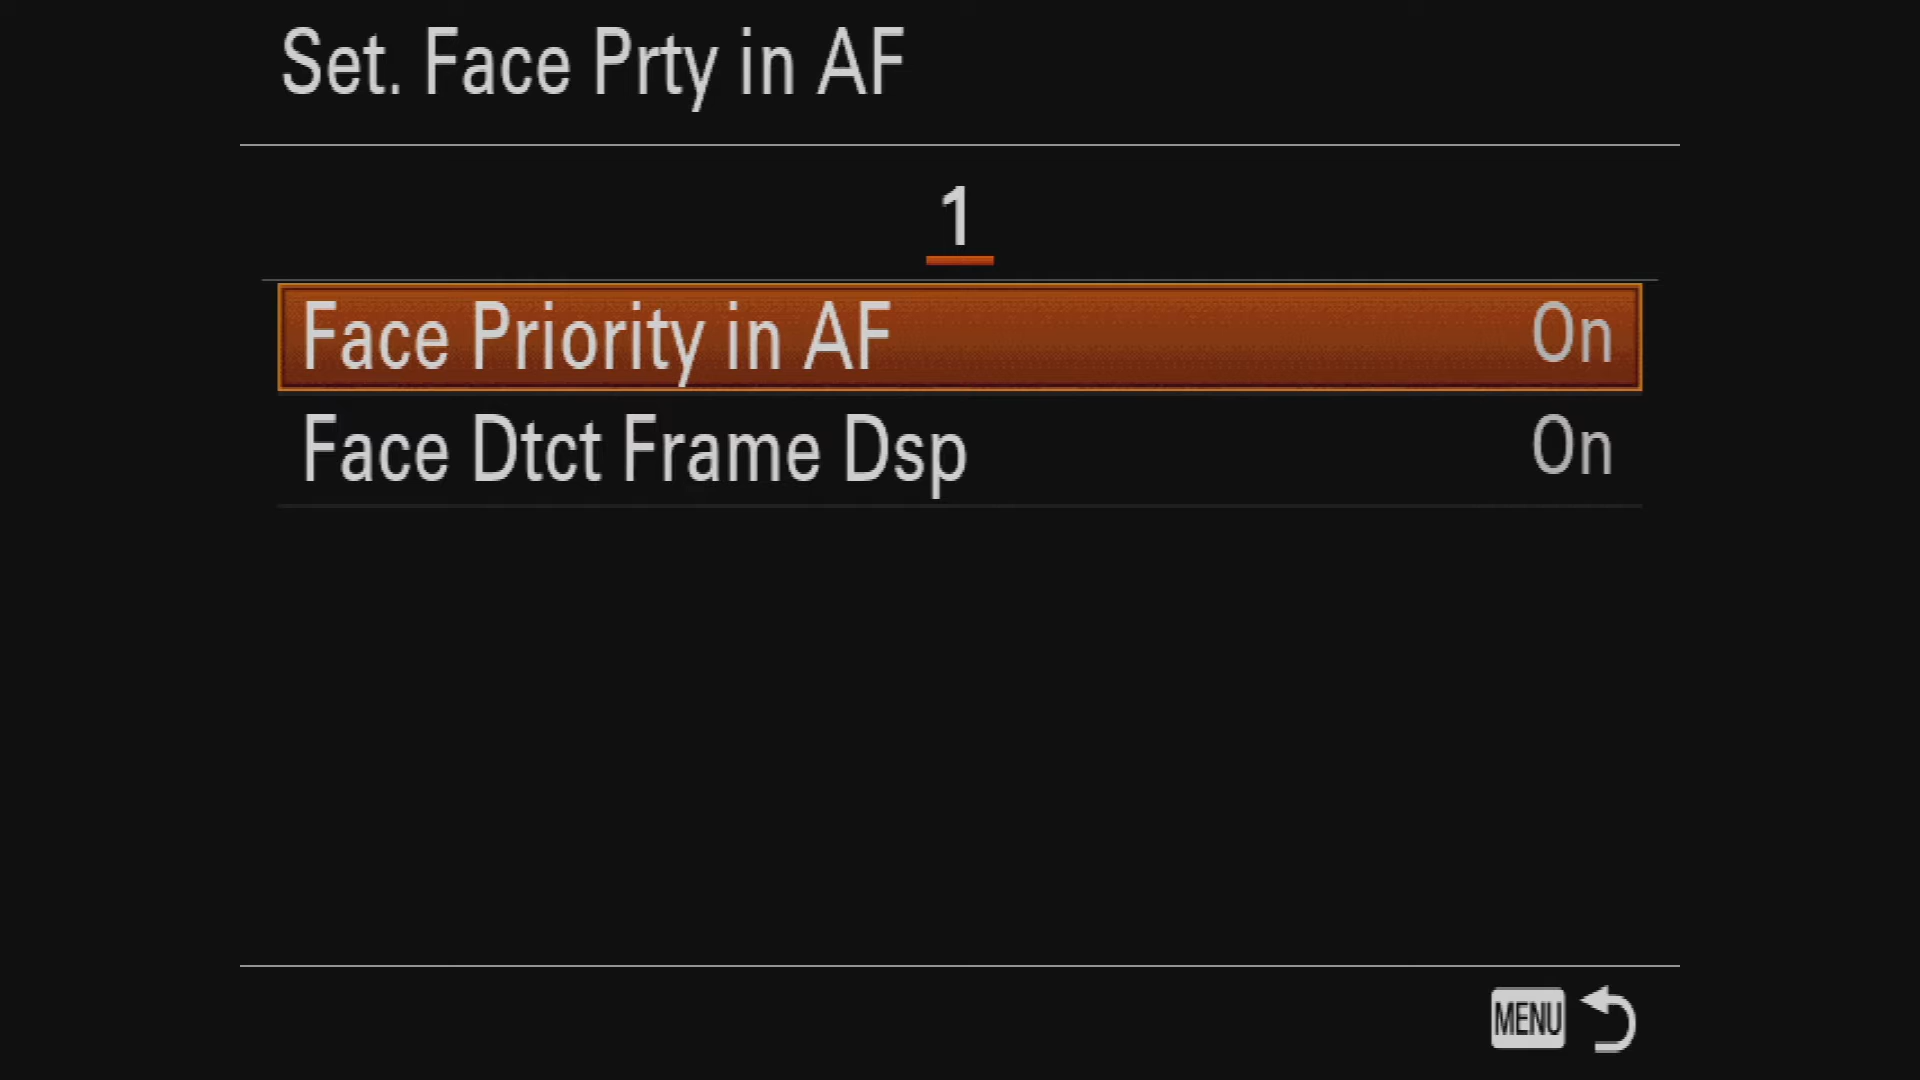 Set. Face Prty in AF
1
Face Priority in AF On
Face Dtct Frame Dsp On
MENU